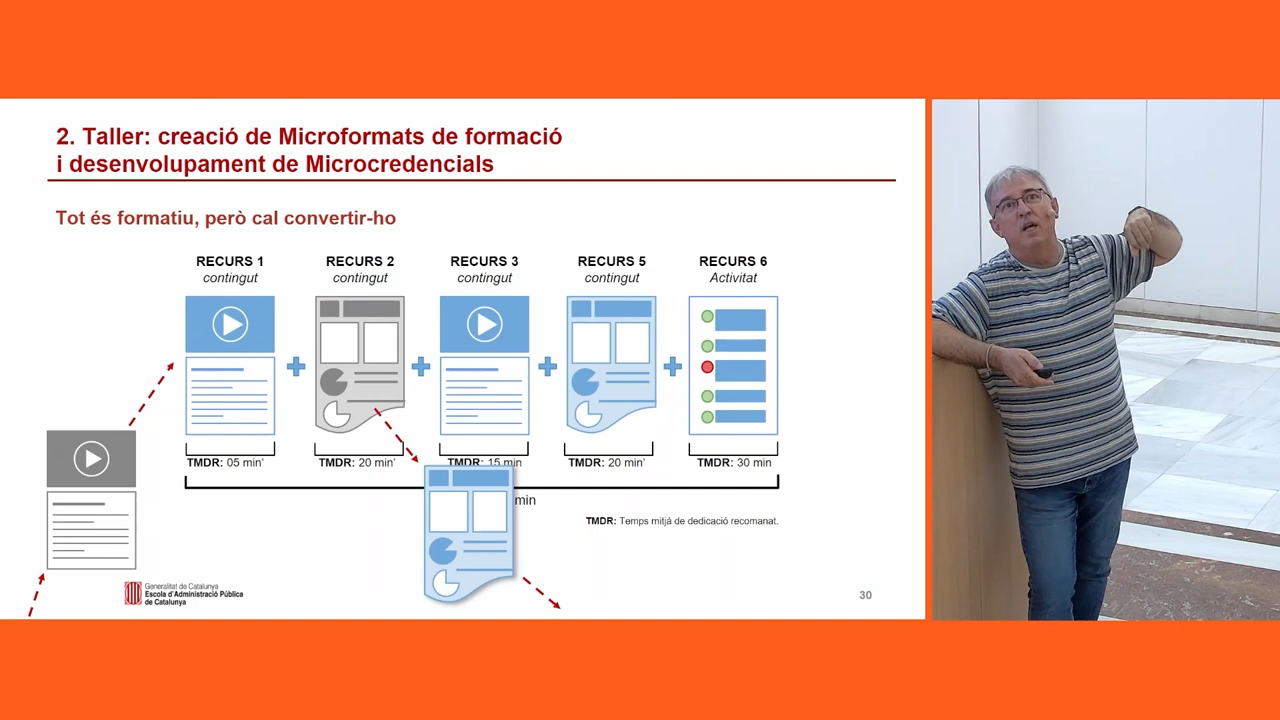 2. Taller: creació de Microformats de formació
i desenvolupament de Microcredencials
Tot és formatiu, però cal convertir-ho
RECURS 1
contingut
RECURS 2
contingut
RECURS 3
contingut
RECURS 5
contingut
RECURS 6
Activitat
TMDR: 05 min'
TMDR: 20 min'
TMDR: 15 min
TMDR: 20 min'
TMDR: 30 min
min
TMDR: Temps mitjà de dedicació recomanat.
Generalitat de Catalunya
Escola d'Administració Pública
de Catalunya
30